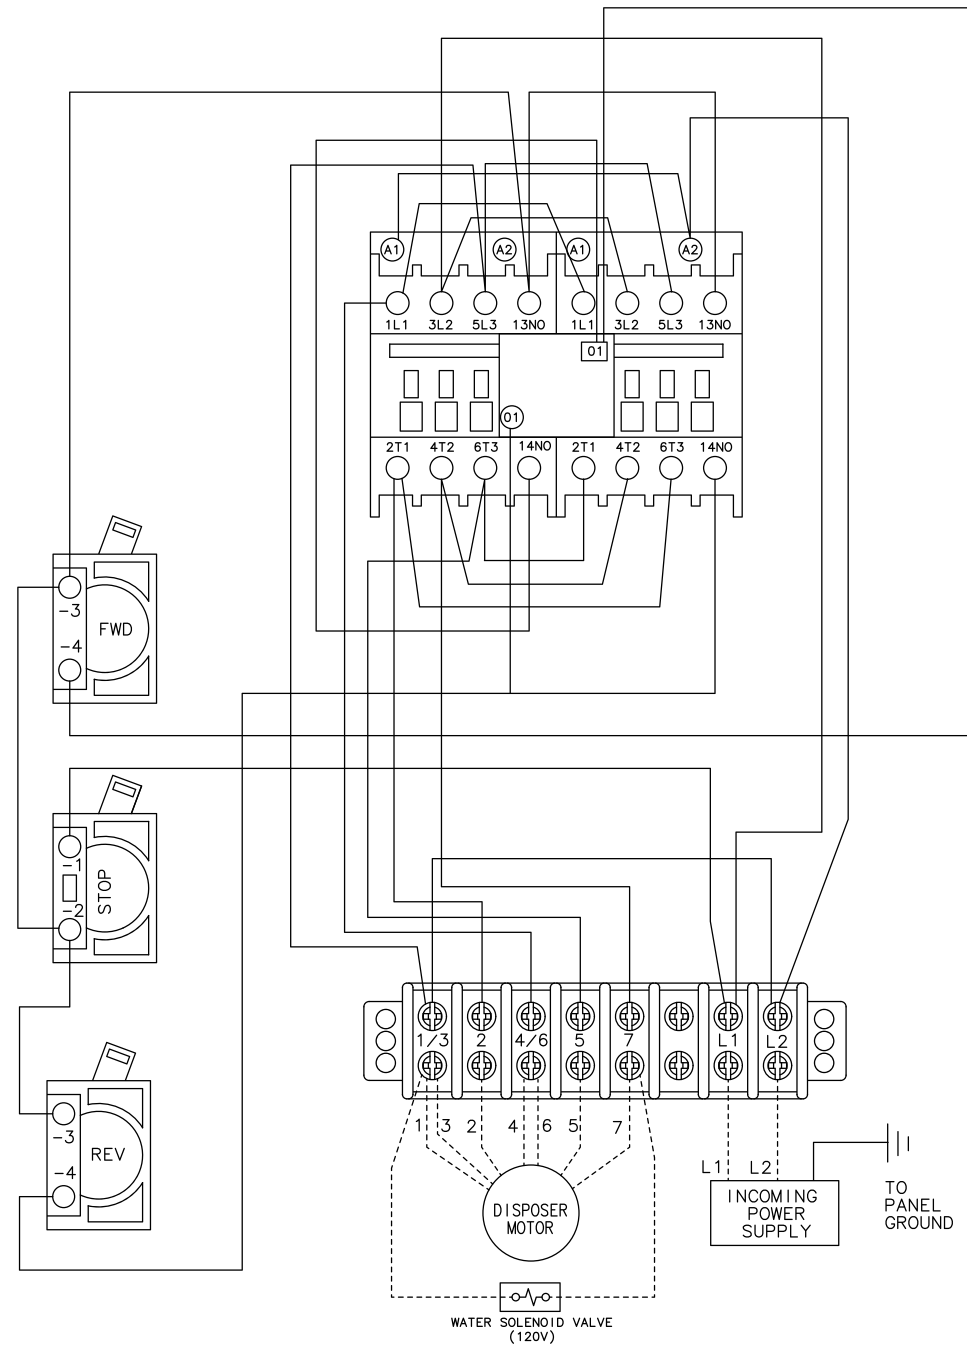 A1 A2 A1 A2
1L1 3L2 5L3 13NO 1L1 3L2 5L3 13NO
01
01
2T1 4T2 6T3 14NO 2T1 4T2 6T3 14NO
-3
FWD
-4
-1
STOP
-2
-3
REV
-4
1/3 2 4/6 5 7 L1 L2
1 3 2 4 6 5 7
L1 L2
INCOMING
POWER
SUPPLY
TO
PANEL
GROUND
DISPOSER
MOTOR
WATER SOLENOID VALVE
(120V)